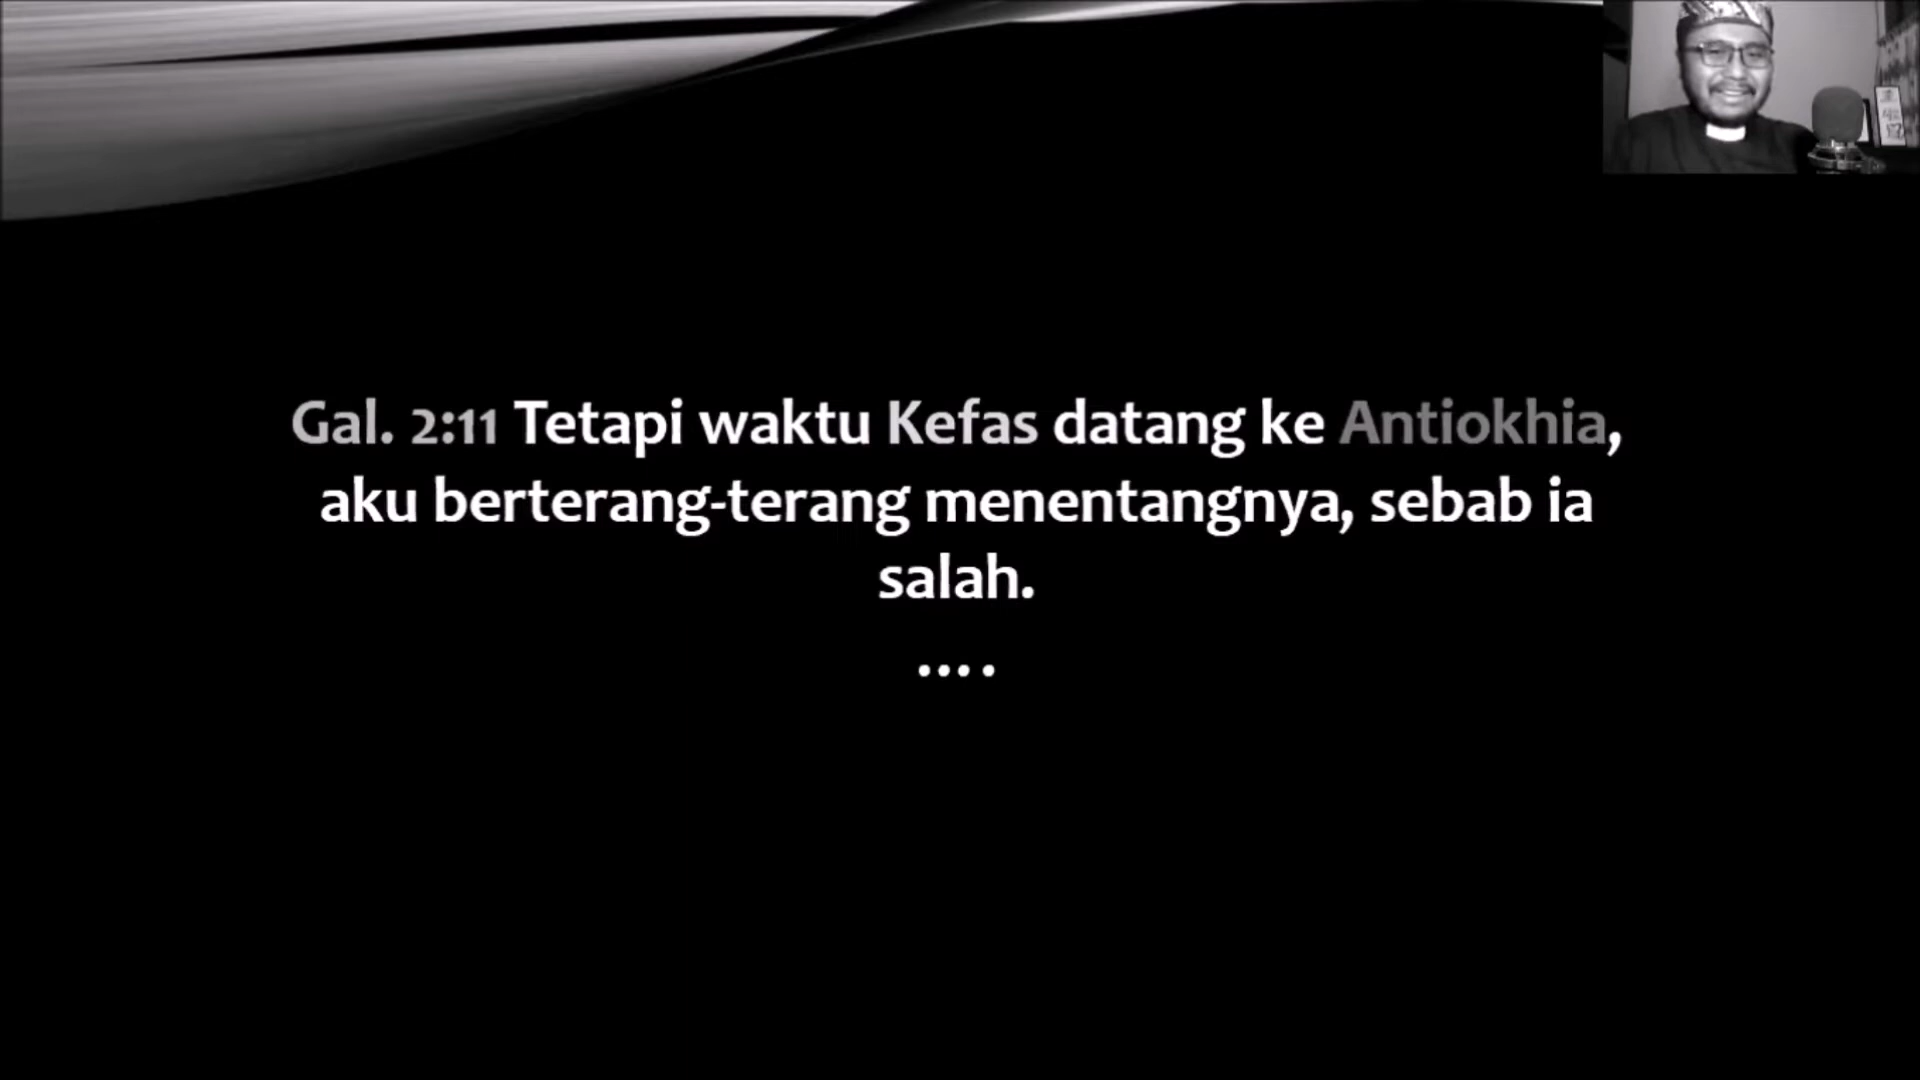 Gal. 2:11 Tetapi waktu Kefas datang ke Antiokhia,
aku berterang-terang menentangnya, sebab ia
salah.
....